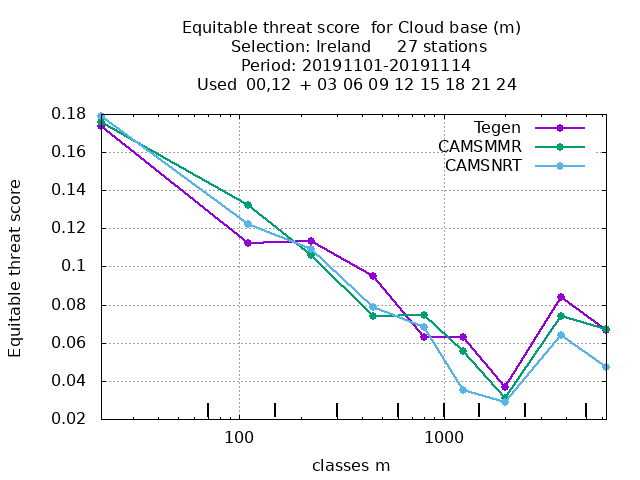 Equitable threat score  for Cloud base (m)
Selection: Ireland     27 stations
Period: 20191101-20191114
Used  00,12  + 03 06 09 12 15 18 21 24
Tegen
CAMSMMR
CAMSNRT
0.18
0.16
0.14
0.12
0.1
0.08
0.06
0.04
0.02
Equitable threat score
100
1000
classes m